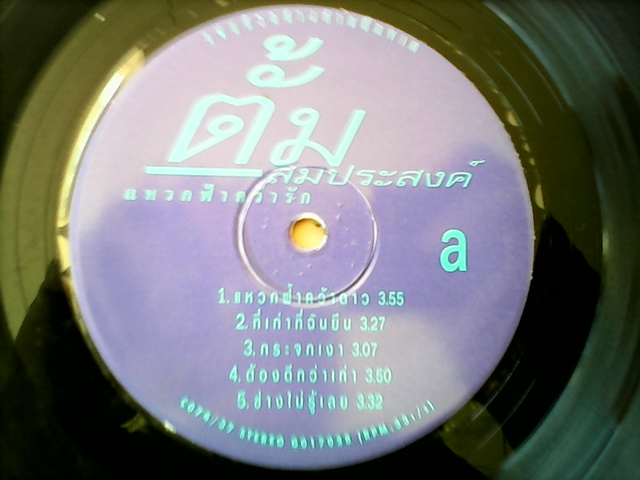 ตั้ม
สมประสงค์
แหวกฟ้าคว้ารัก
a
1. แหวกฟ้าคว้าดาว 3.55
2. ที่เก่าที่ฉันยืน 3.27
3. กระจกเงา 3.07
4. ต้องดีกว่าเก่า 3.50
5. ช่างไม่รู้เลย 3.32
STEREO